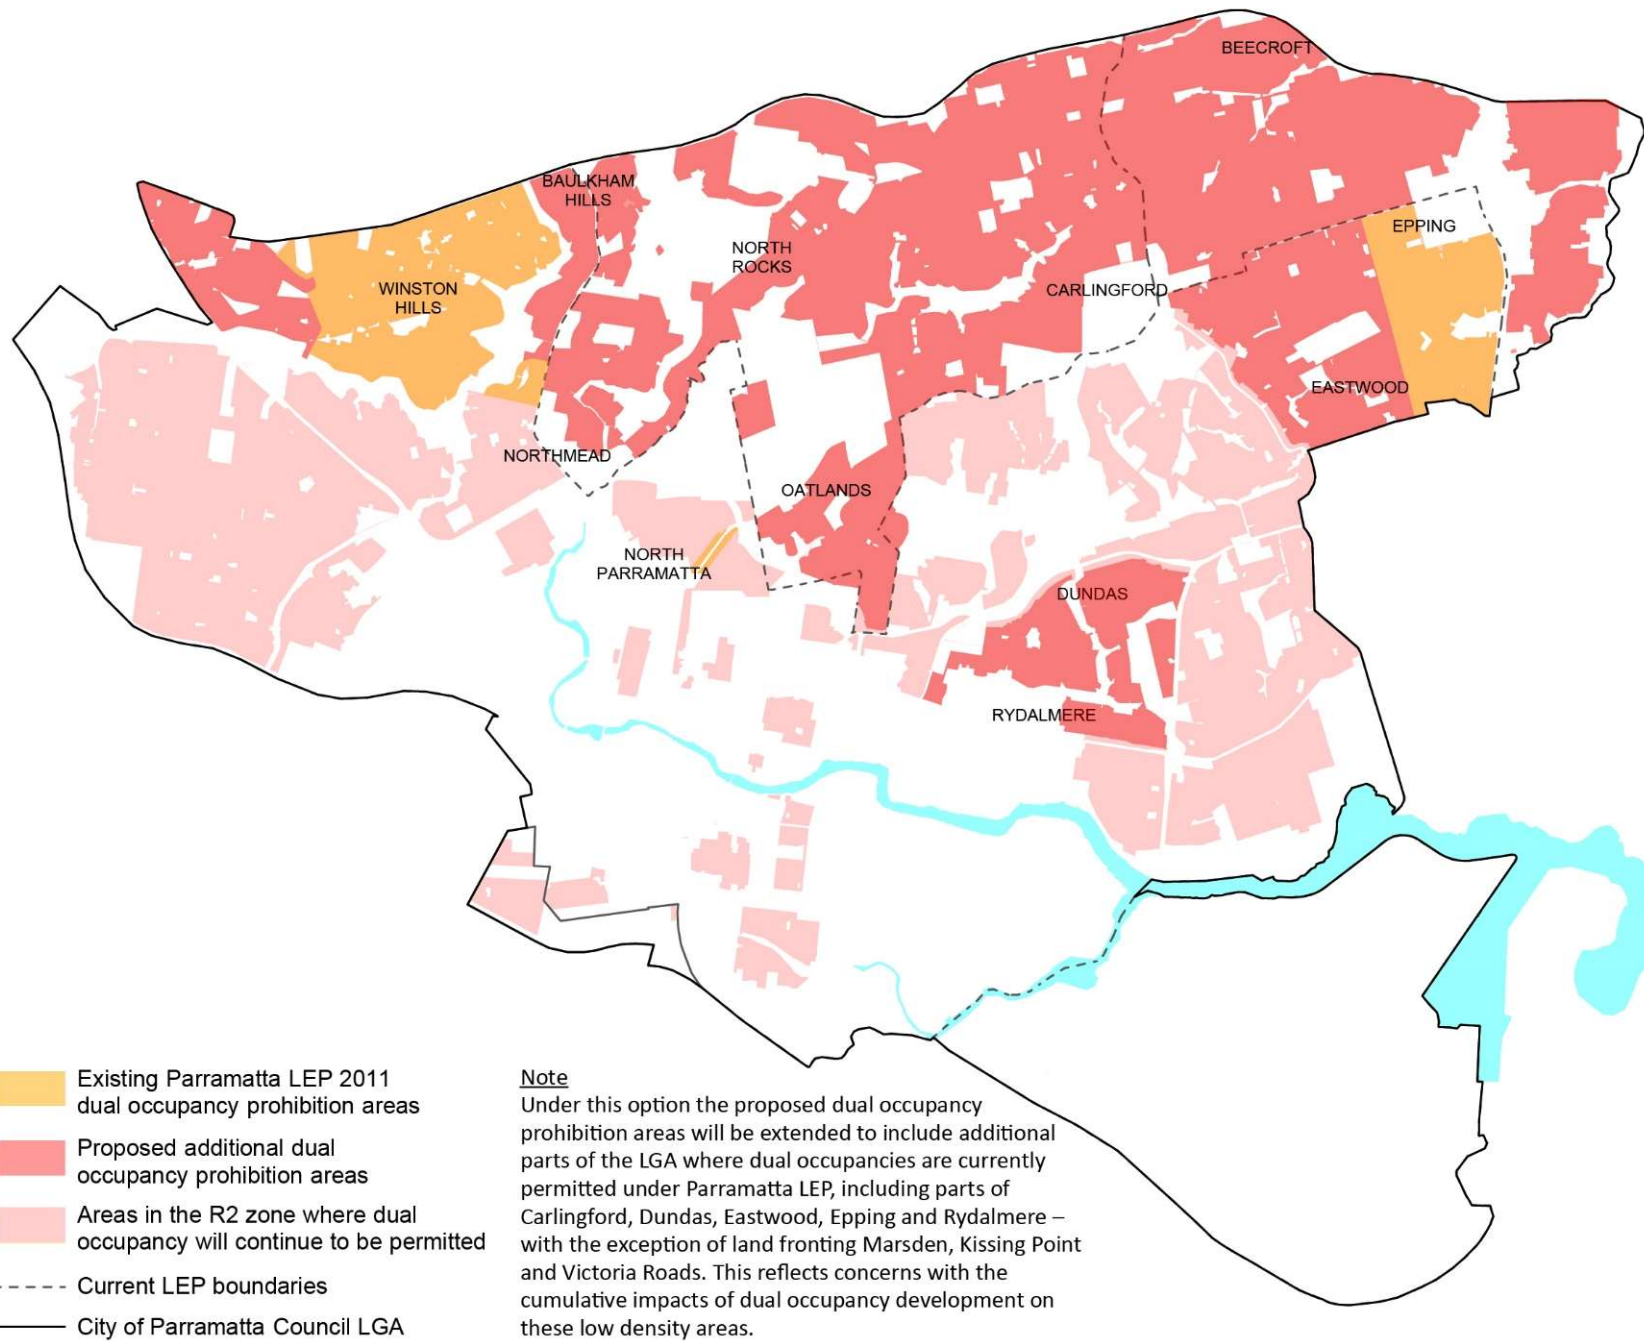 BEECROFT
BAULKHAM
HILLS
EPPING
NORTH
ROCKS
WINSTON
HILLS
CARLINGFORD
EASTWOOD
NORTHMEAD
OATLANDS
NORTH
PARRAMATTA
DUNDAS
RYDALMERE
Existing Parramatta LEP 2011
dual occupancy prohibition areas
Proposed additional dual
occupancy prohibition areas
Areas in the R2 zone where dual
occupancy will continue to be permitted
Current LEP boundaries
City of Parramatta Council LGA
Note
Under this option the proposed dual occupancy
prohibition areas will be extended to include additional
parts of the LGA where dual occupancies are currently
permitted under Parramatta LEP, including parts of
Carlingford, Dundas, Eastwood, Epping and Rydalmere –
with the exception of land fronting Marsden, Kissing Point
and Victoria Roads. This reflects concerns with the
cumulative impacts of dual occupancy development on
these low density areas.